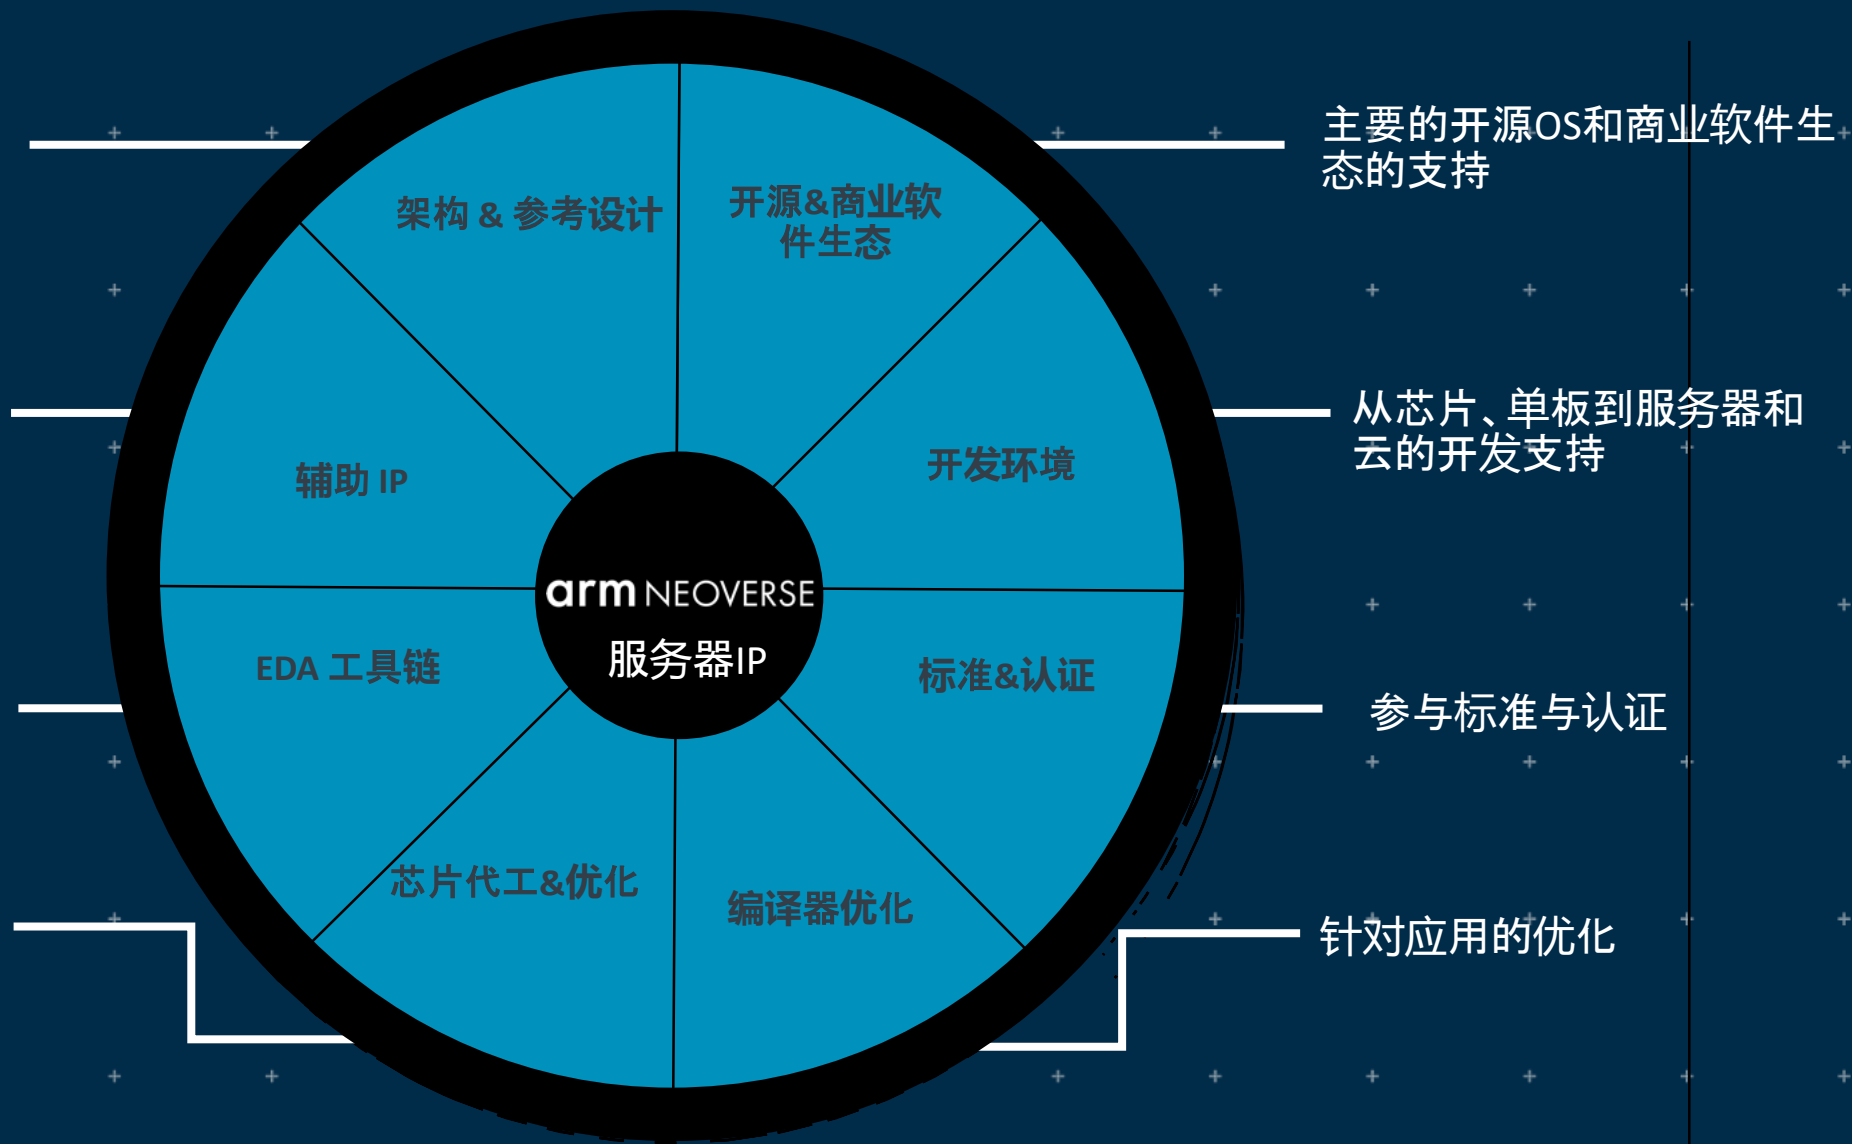 架构 & 参考设计
开源&商业软
件生态
主要的开源OS和商业软件生
态的支持
辅助 IP
开发环境
从芯片、单板到服务器和
云的开发支持
arm NEOVERSE
服务器IP
EDA 工具链
标准&认证
参与标准与认证
芯片代工&优化
编译器优化
针对应用的优化